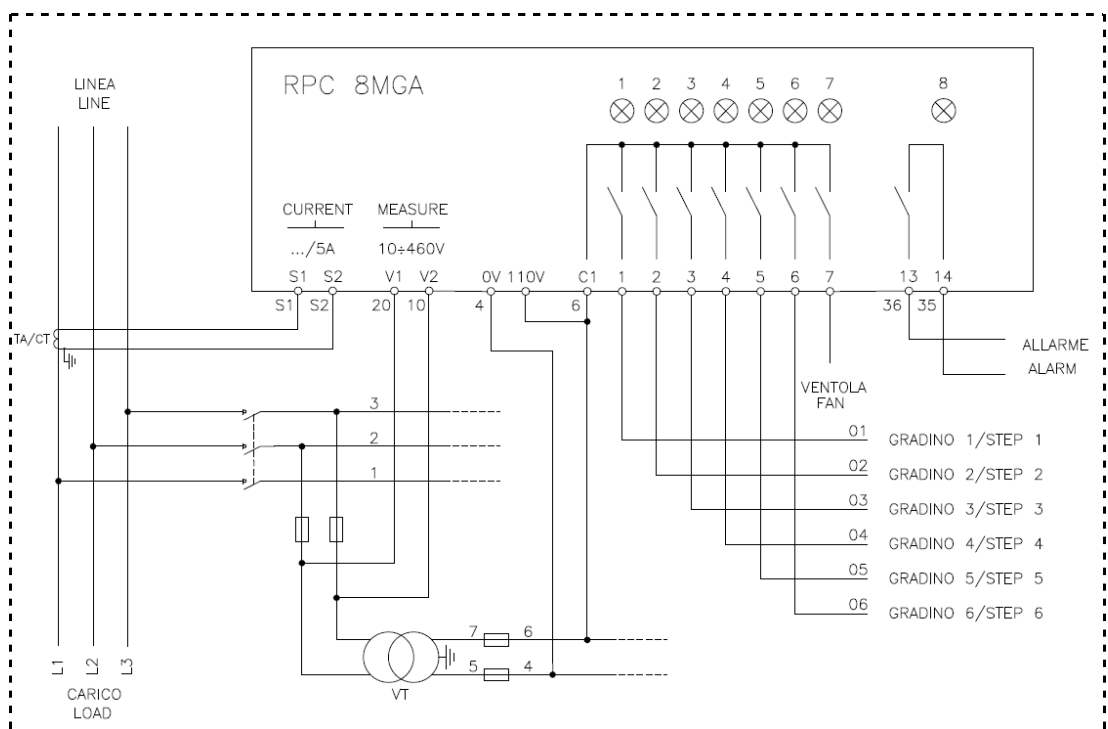 LINEA
LINE
RPC 8MGA
1 2 3 4 5 6 7 8
CURRENT MEASURE
.../5A 10÷460V
S1 S2 V1 V2 0V 110V C1 1 2 3 4 5 6 7 13 14
S1 S2 20 10 4 6 36 35
TA/CT
ALLARME
ALARM
VENTOLA
FAN
3
2
1
01 GRADINO 1/STEP 1
02 GRADINO 2/STEP 2
03 GRADINO 3/STEP 3
04 GRADINO 4/STEP 4
05 GRADINO 5/STEP 5
06 GRADINO 6/STEP 6
7 6
5 4
VT
L1 L2 L3
CARICO
LOAD